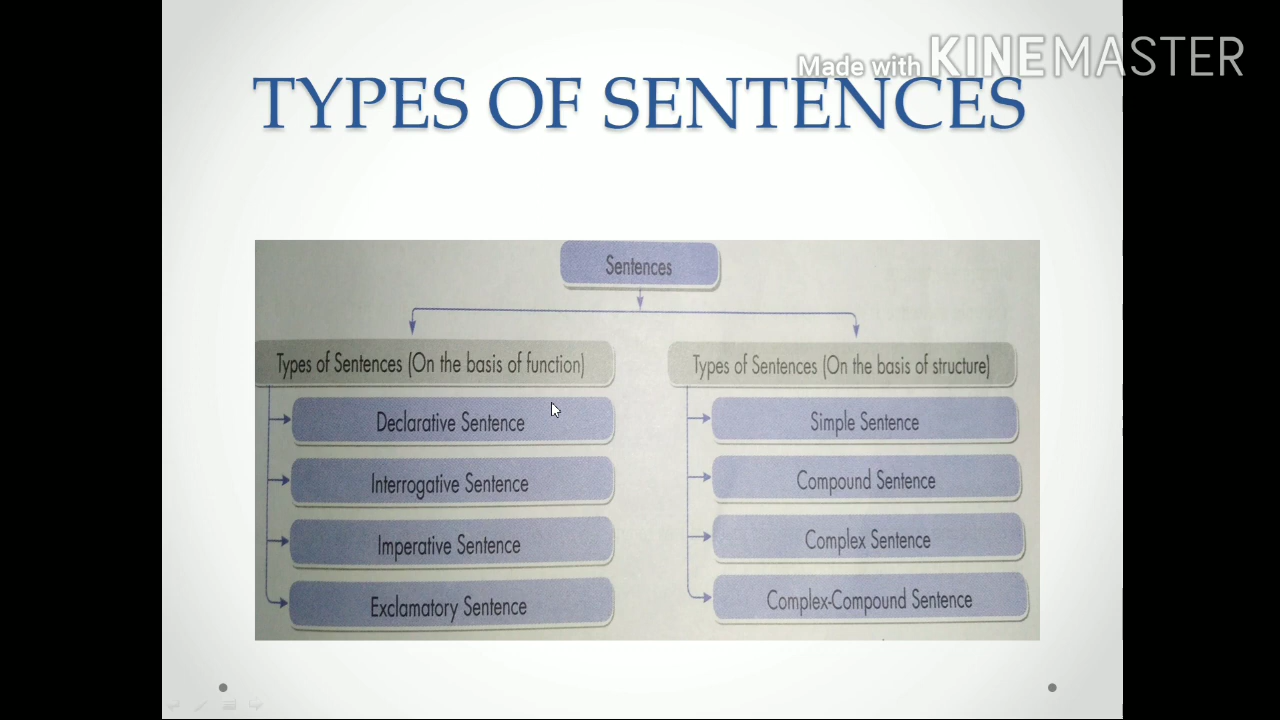 Made with KINEMASTER
TYPES OF SENTENCES
Sentences
Types of Sentences (On the basis of function)
Declarative Sentence
Interrogative Sentence
Imperative Sentence
Exclamatory Sentence
Types of Sentences (On the basis of structure)
Simple Sentence
Compound Sentence
Complex Sentence
Complex-Compound Sentence